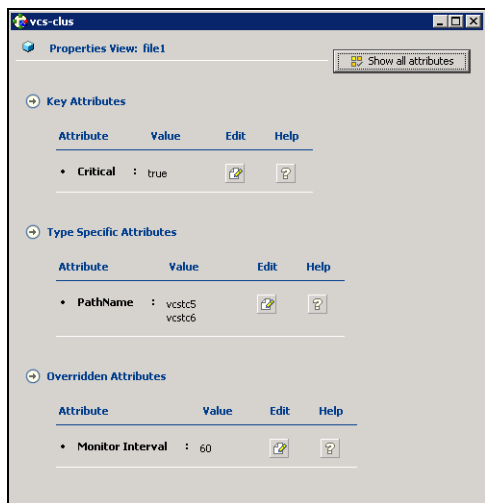 vcs-clus
Properties View: file1
Show all attributes
Key Attributes
Attribute Value Edit Help
• Critical : true
Type Specific Attributes
Attribute Value Edit Help
• PathName : vcstc5
vcstc6
Overridden Attributes
Attribute Value Edit Help
• Monitor Interval : 60